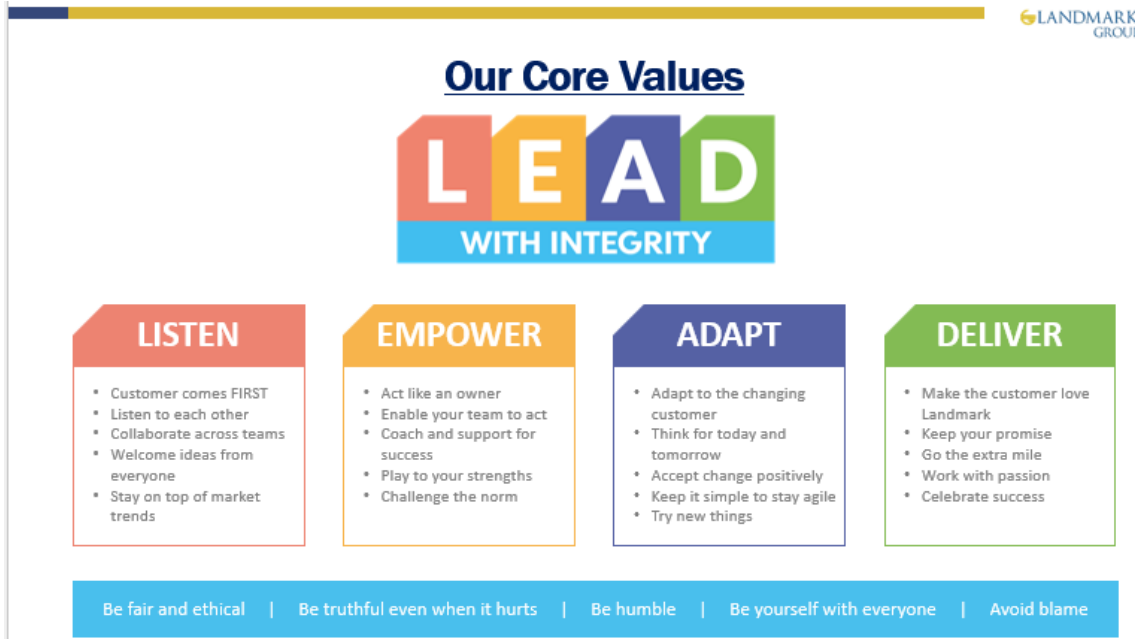 LANDMARK
GROUP
Our Core Values
LEAD
WITH INTEGRITY
LISTEN
• Customer comes FIRST
• Listen to each other
• Collaborate across teams
• Welcome ideas from
everyone
• Stay on top of market
trends
EMPOWER
• Act like an owner
• Enable your team to act
• Coach and support for
success
• Play to your strengths
• Challenge the norm
ADAPT
• Adapt to the changing
customer
• Think for today and
tomorrow
• Accept change positively
• Keep it simple to stay agile
• Try new things
DELIVER
• Make the customer love
Landmark
• Keep your promise
• Go the extra mile
• Work with passion
• Celebrate success
Be fair and ethical | Be truthful even when it hurts | Be humble | Be yourself with everyone | Avoid blame